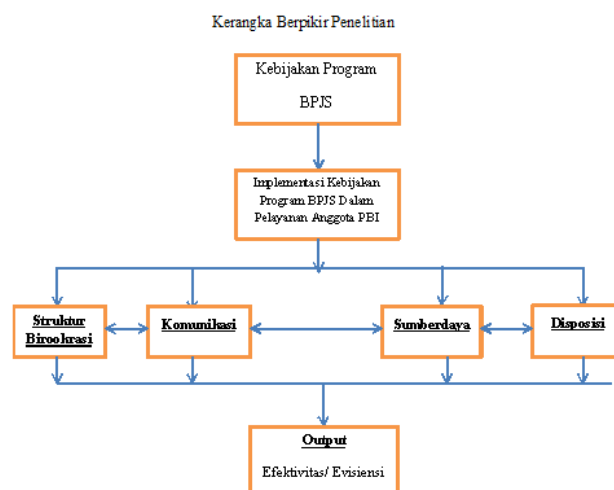 Kerangka Berpikir Penelitian
Kebijakan Program
BPJS
Implementasi Kebijakan
Program BPJS Dalam
Pelayanan Anggota PBI
Struktur
Birookrasi
Komunikasi
Sumberdaya
Disposisi
Output
Efektivitas/ Evisiensi